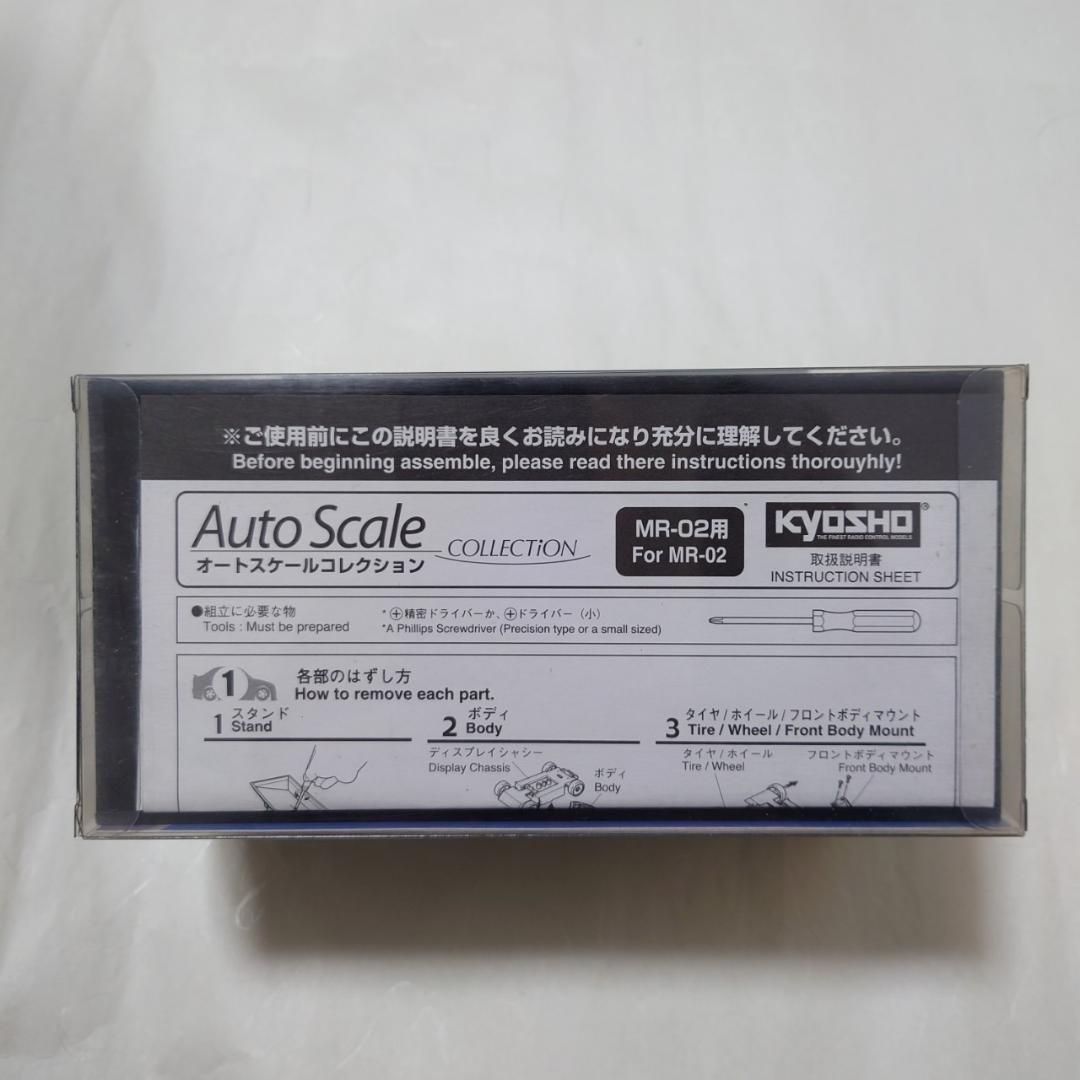 ※ご使用前にこの説明書を良くお読みになり充分に理解してください。
Before beginning assemble, please read there instructions thorouyhly!
Auto Scale COLLECTiON
オートスケールコレクション
MR-02用
For MR-02
KYOSHO®
THE FINEST RADIO CONTROL MODELS
取扱説明書
INSTRUCTION SHEET
●組立に必要な物
Tools : Must be prepared
*⊕精密ドライバーか、⊕ドライバー（小）
*A Phillips Screwdriver (Precision type or a small sized)
1 各部のはずし方
How to remove each part.
1 スタンド
Stand
2 ボディ
Body
3 タイヤ/ホイール/フロントボディマウント
Tire / Wheel / Front Body Mount
ディスプレイシャシー
Display Chassis
ボディ
Body
タイヤ/ホイール
Tire / Wheel
フロントボディマウント
Front Body Mount